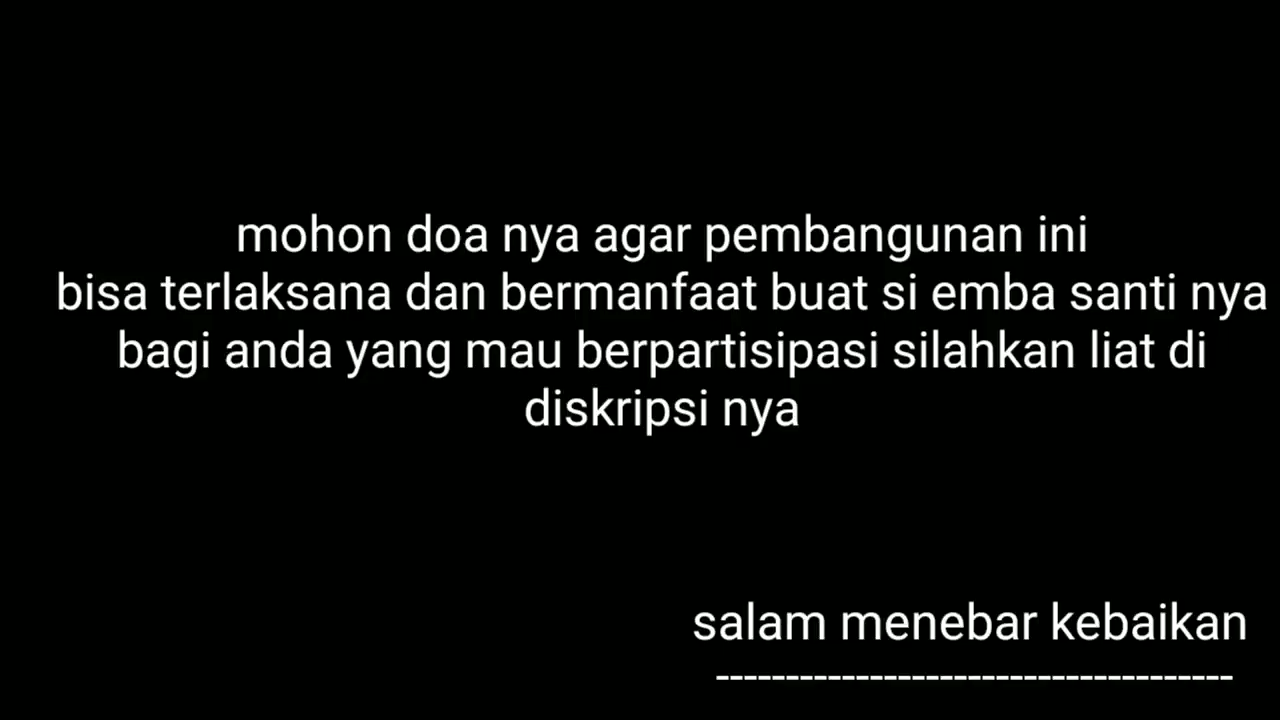 mohon doa nya agar pembangunan ini
bisa terlaksana dan bermanfaat buat si emba santi nya
bagi anda yang mau berpartisipasi silahkan liat di
diskripsi nya
salam menebar kebaikan
-------------------------------------